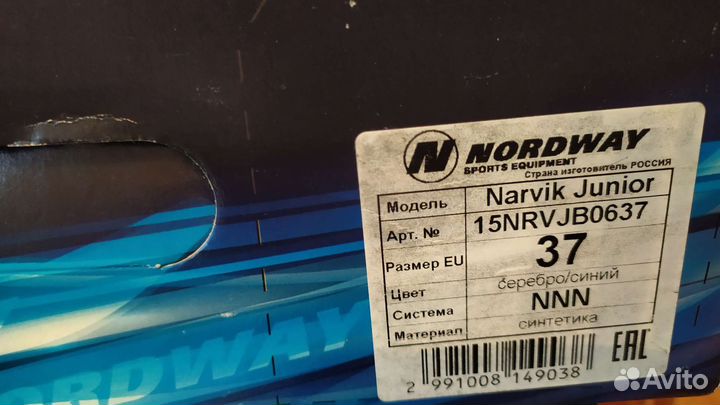 NORDWAY
SPORTS EQUIPMENT
Страна изготовитель РОССИЯ
Модель Narvik Junior
Арт. № 15NRVJB0637
Размер EU 37
Цвет серебро/синий
Система NNN
Материал синтетика
2 991008 149038
EAC
NORDWAY
Avito